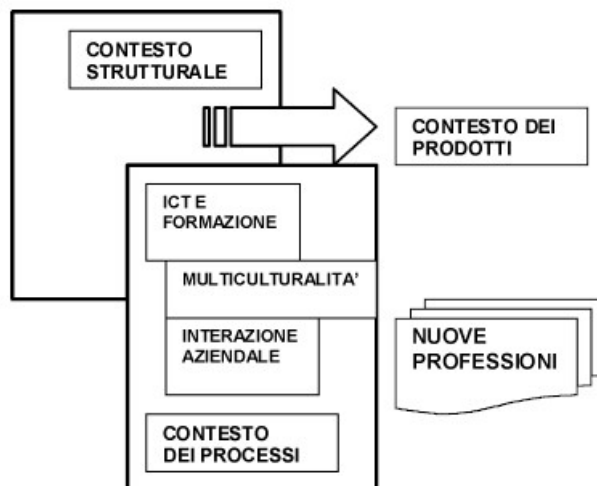 CONTESTO
STRUTTURALE
CONTESTO DEI
PRODOTTI
ICT E
FORMAZIONE
MULTICULTURALITA'
INTERAZIONE
AZIENDALE
NUOVE
PROFESSIONI
CONTESTO
DEI PROCESSI